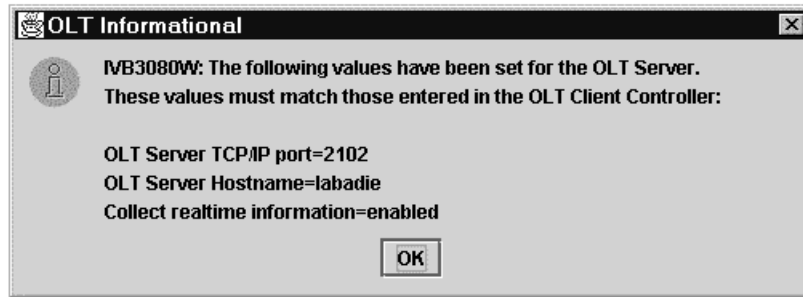 OLT Informational
IVB3080W: The following values have been set for the OLT Server.
These values must match those entered in the OLT Client Controller:
OLT Server TCP/IP port=2102
OLT Server Hostname=labadie
Collect realtime information=enabled
OK